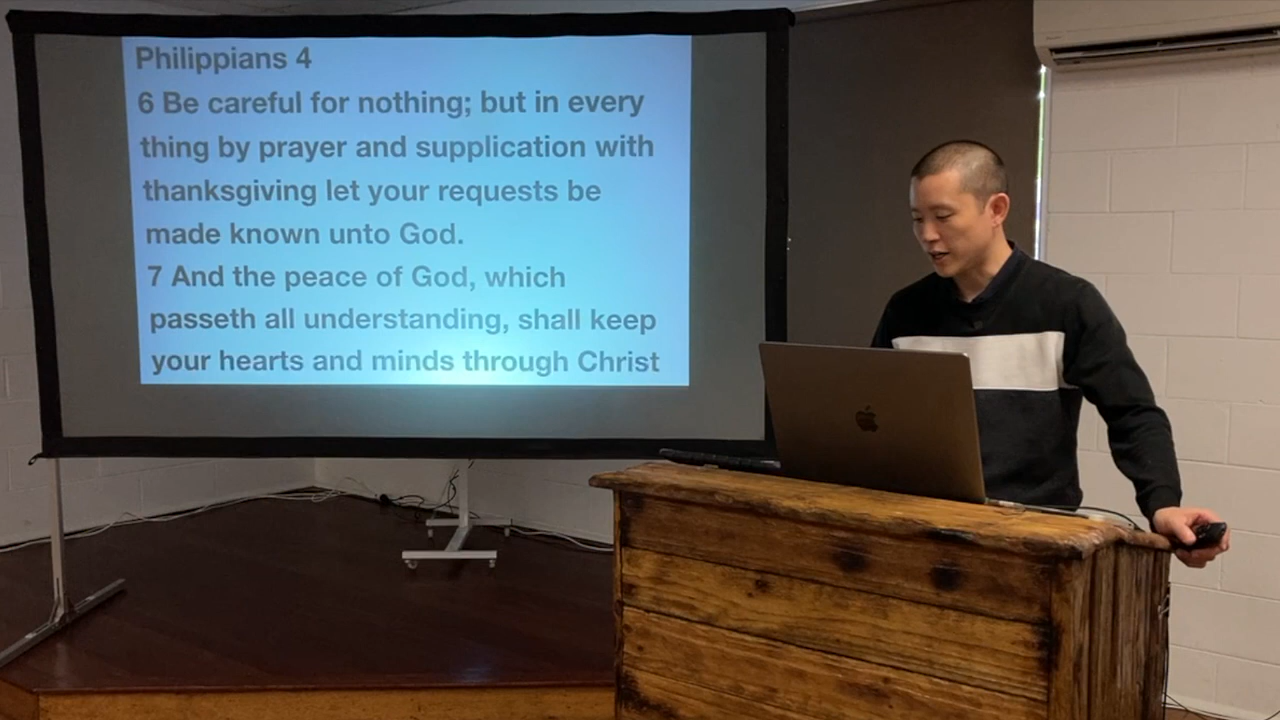 Philippians 4
6 Be careful for nothing; but in every
thing by prayer and supplication with
thanksgiving let your requests be
made known unto God.
7 And the peace of God, which
passeth all understanding, shall keep
your hearts and minds through Christ